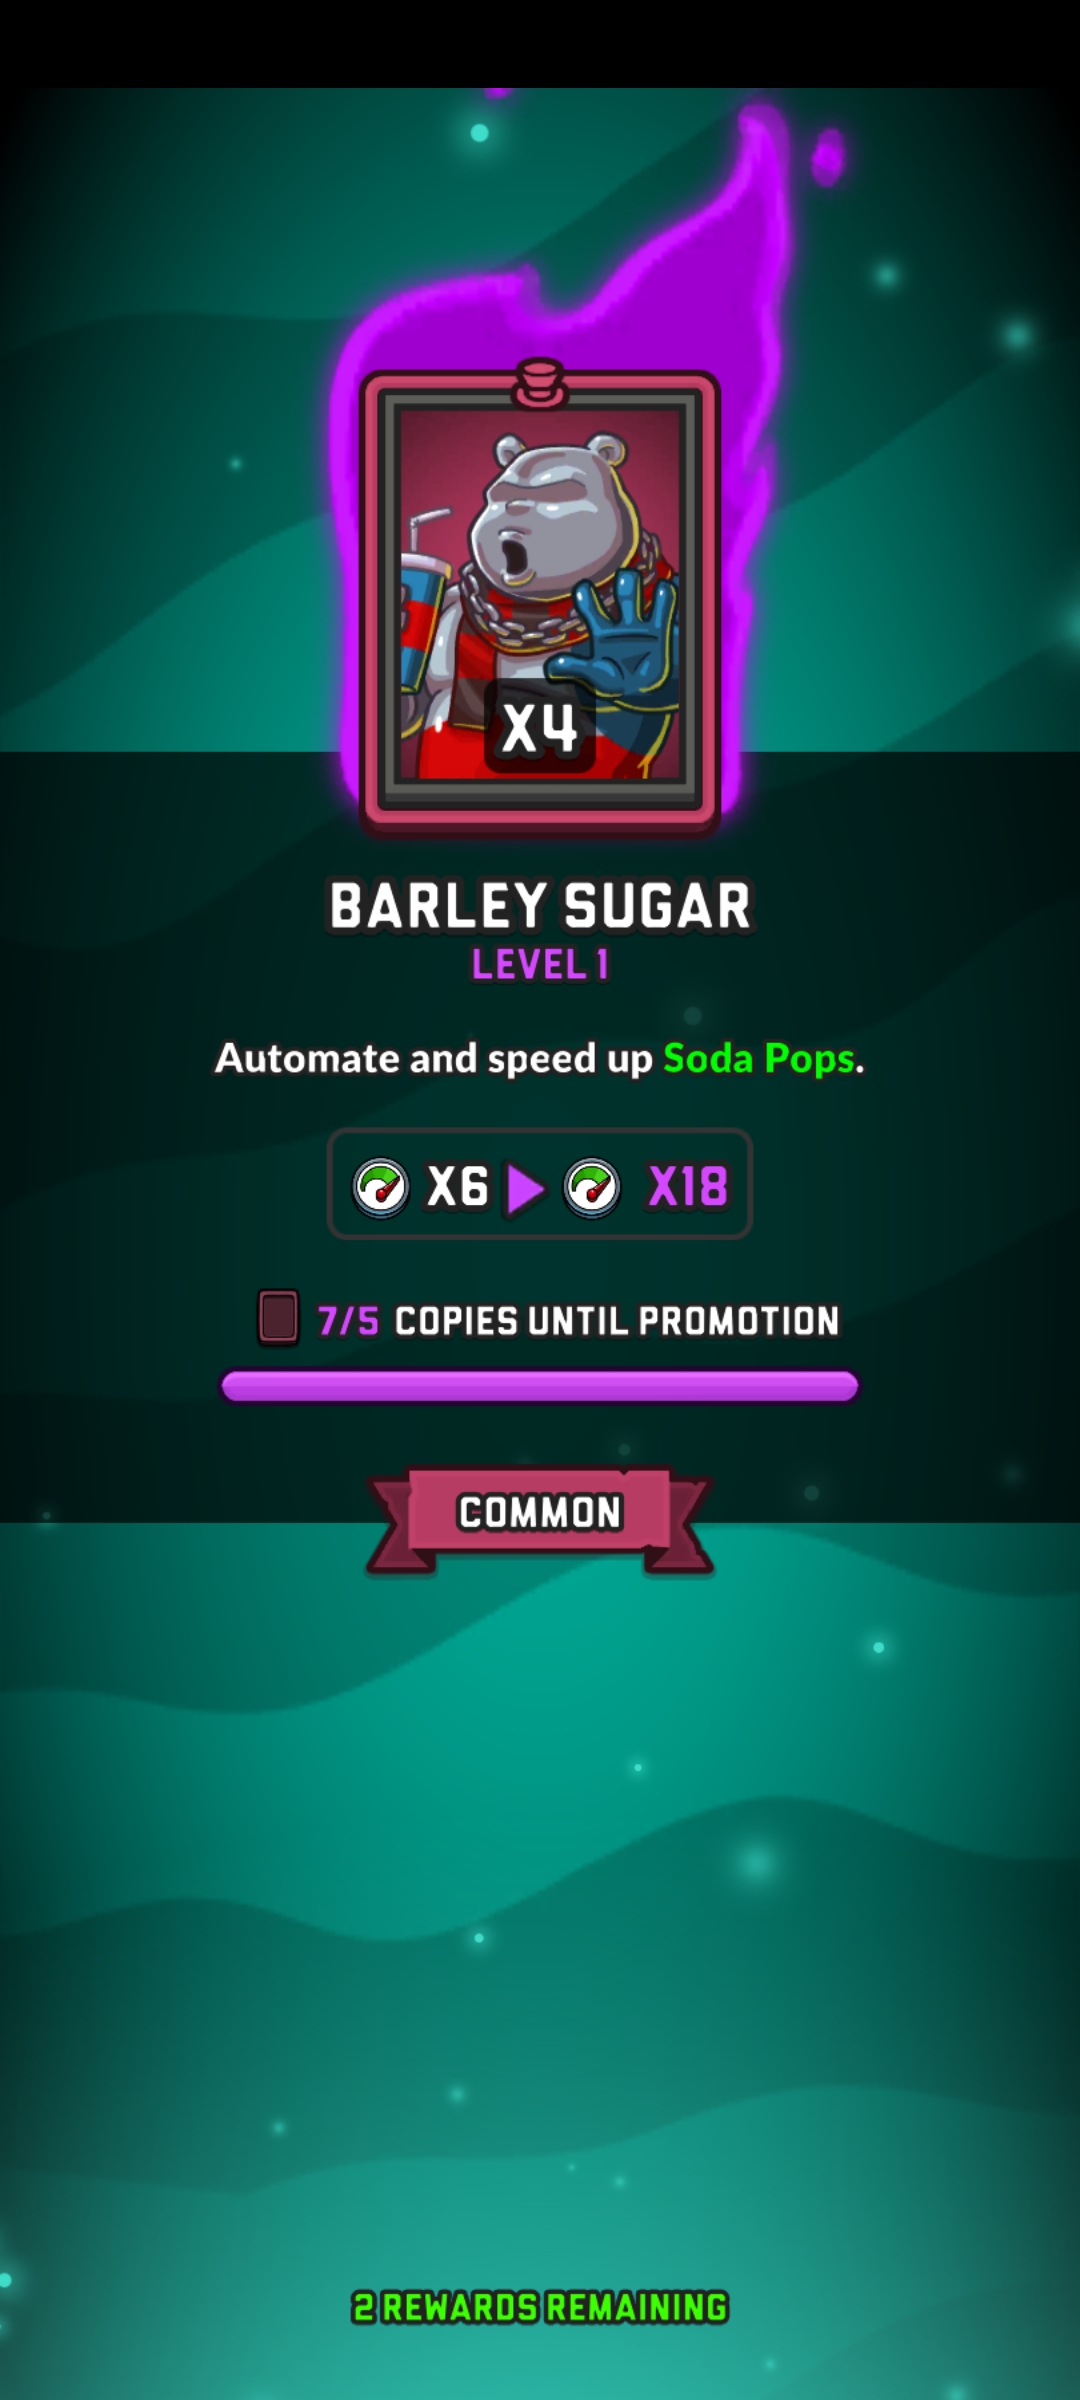 X4
BARLEY SUGAR
LEVEL 1
Automate and speed up Soda Pops.
X6 X18
7/5 COPIES UNTIL PROMOTION
COMMON
2 REWARDS REMAINING